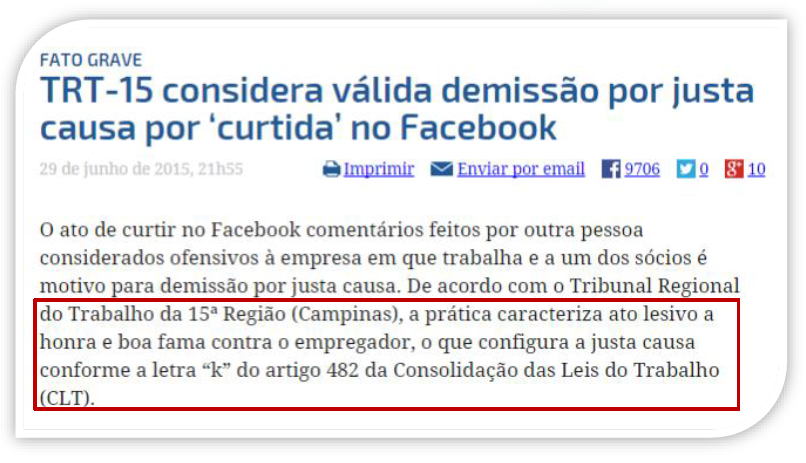 FATO GRAVE
TRT-15 considera válida demissão por justa
causa por ‘curtida’ no Facebook
29 de junho de 2015, 21h55 Imprimir Enviar por email 9706 0 10
O ato de curtir no Facebook comentários feitos por outra pessoa
considerados ofensivos à empresa em que trabalha e a um dos sócios é
motivo para demissão por justa causa. De acordo com o Tribunal Regional
do Trabalho da 15ª Região (Campinas), a prática caracteriza ato lesivo a
honra e boa fama contra o empregador, o que configura a justa causa
conforme a letra “k” do artigo 482 da Consolidação das Leis do Trabalho
(CLT).